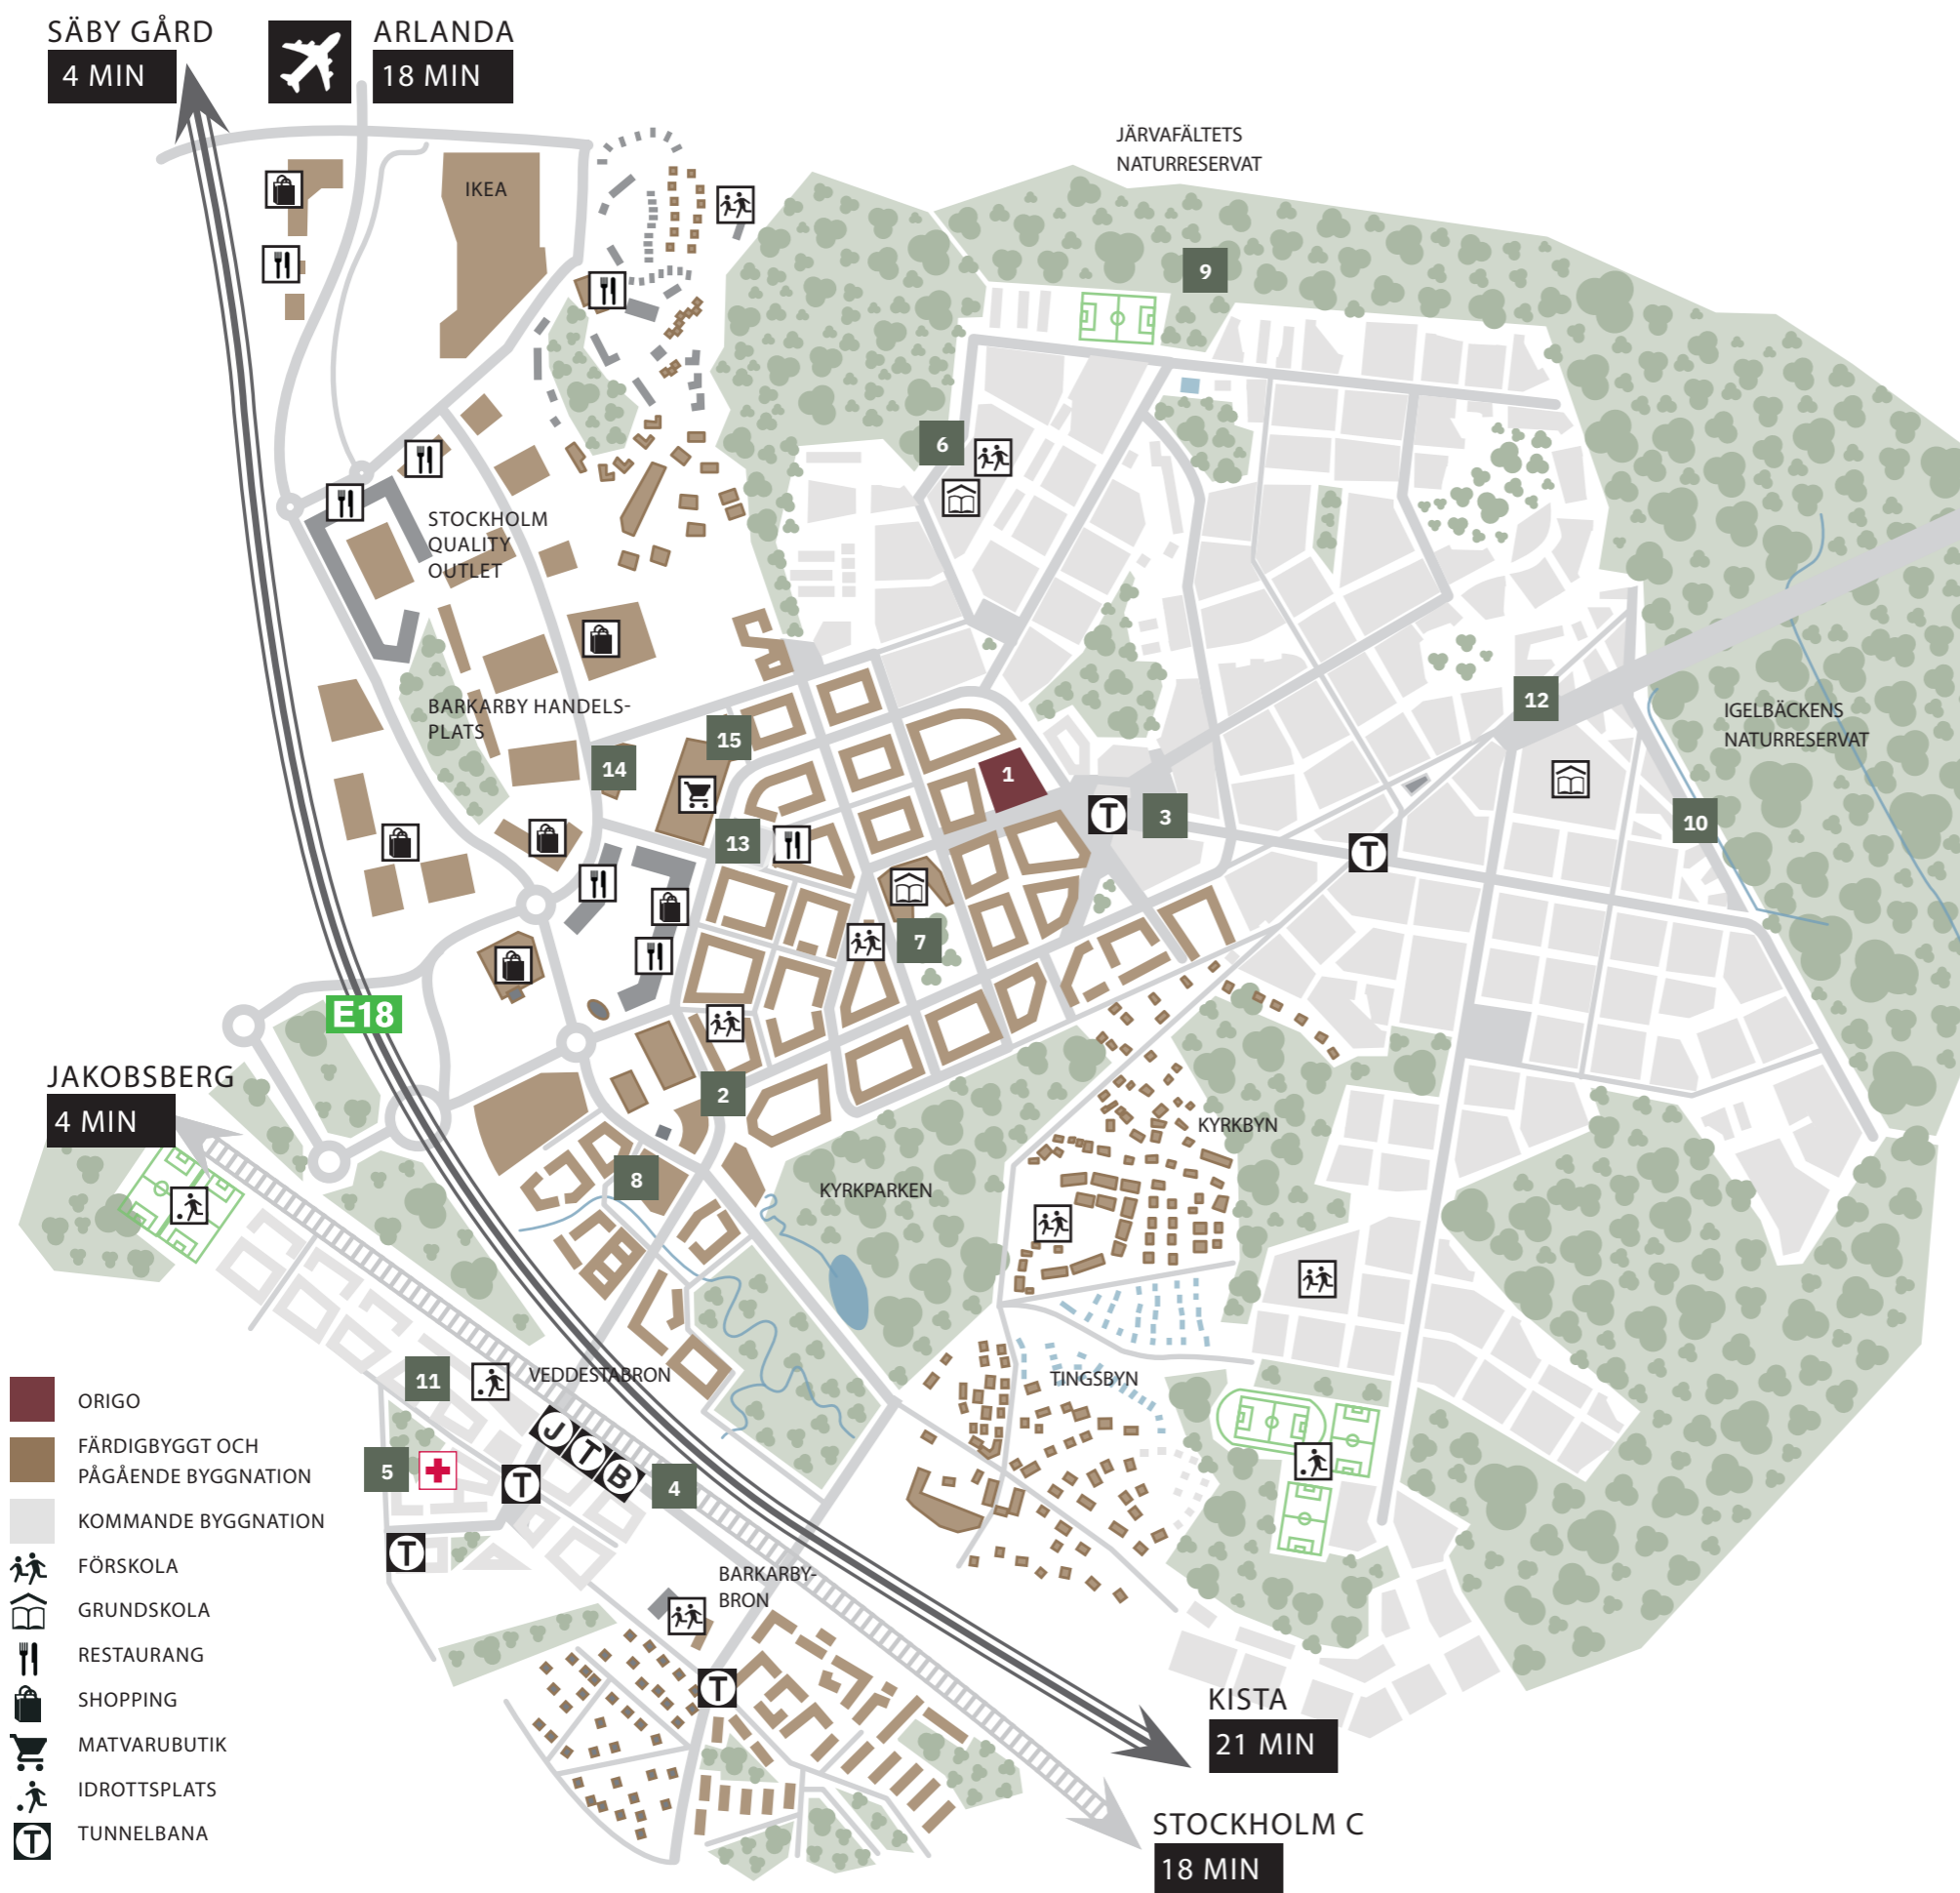 SÄBY GÅRD
4 MIN
ARLANDA
18 MIN
JÄRVAFÄLTETS
NATURRESERVAT
IKEA
9
6
STOCKHOLM
QUALITY
OUTLET
BARKARBY HANDELS-
PLATS
12
IGELBÄCKENS
NATURRESERVAT
15
14
1
T
3
10
13
T
7
E18
JAKOBSBERG
4 MIN
2
KYRKBYN
8
KYRKPARKEN
11
VEDDESTABRON
TINGSBYN
J
T
B
5
T
4
T
BARKARBY-
BRON
T
KISTA
21 MIN
STOCKHOLM C
18 MIN
ORIGO
FÄRDIGBYGGT OCH
PÅGÅENDE BYGGNATION
KOMMANDE BYGGNATION
FÖRSKOLA
GRUNDSKOLA
RESTAURANG
SHOPPING
MATVARUBUTIK
IDROTTSPLATS
T TUNNELBANA